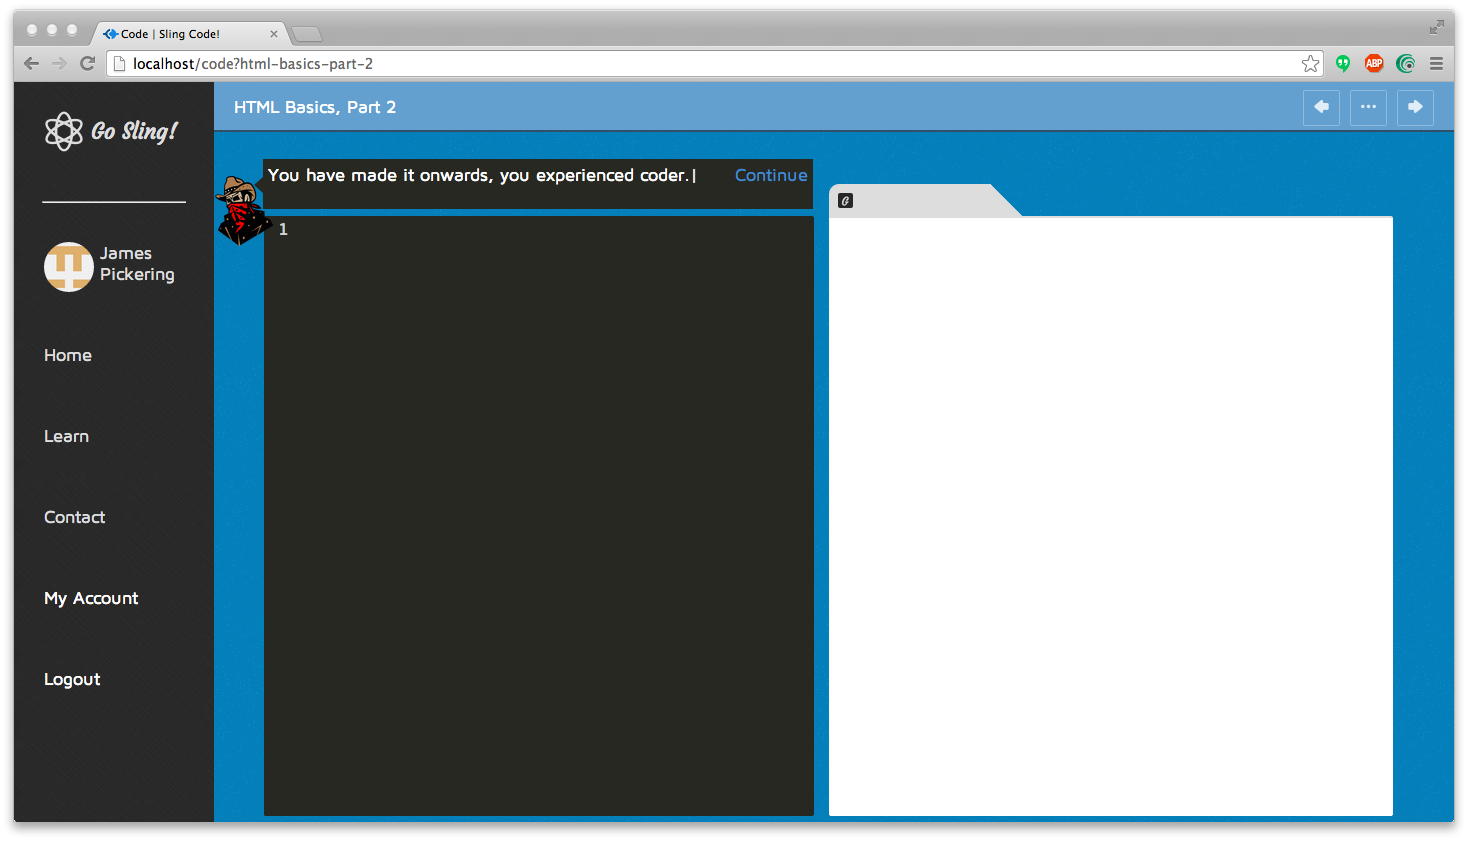 Code | Sling Code!
localhost/code?html-basics-part-2
ABP
Go Sling!
HTML Basics, Part 2
James
Pickering
You have made it onwards, you experienced coder.|
Continue
G
1
Home
Learn
Contact
My Account
Logout